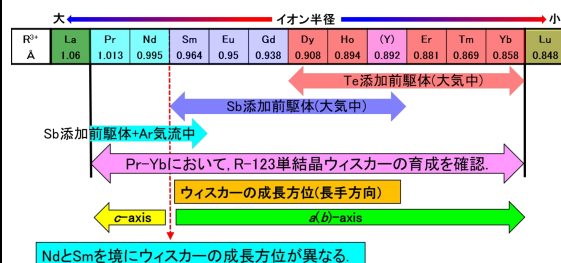 大 イオン半径 小
R3+ La Pr Nd Sm Eu Gd Dy Ho (Y) Er Tm Yb Lu
Å 1.06 1.013 0.995 0.964 0.95 0.938 0.908 0.894 0.892 0.881 0.869 0.858 0.848
Te添加前駆体(大気中)
Sb添加前駆体(大気中)
Sb添加前駆体+Ar気流中
Pr-Ybにおいて,R-123単結晶ウィスカーの育成を確認.
ウィスカーの成長方位(長手方向)
c-axis a(b)-axis
NdとSmを境にウィスカーの成長方位が異なる.